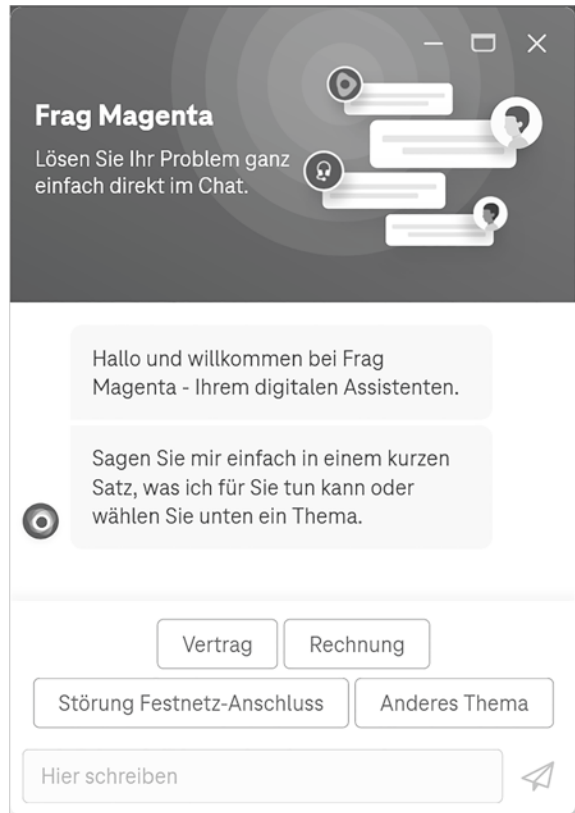 Frag Magenta
Lösen Sie Ihr Problem ganz
einfach direkt im Chat.
Hallo und willkommen bei Frag
Magenta - Ihrem digitalen Assistenten.
Sagen Sie mir einfach in einem kurzen
Satz, was ich für Sie tun kann oder
wählen Sie unten ein Thema.
Vertrag
Rechnung
Störung Festnetz-Anschluss
Anderes Thema
Hier schreiben